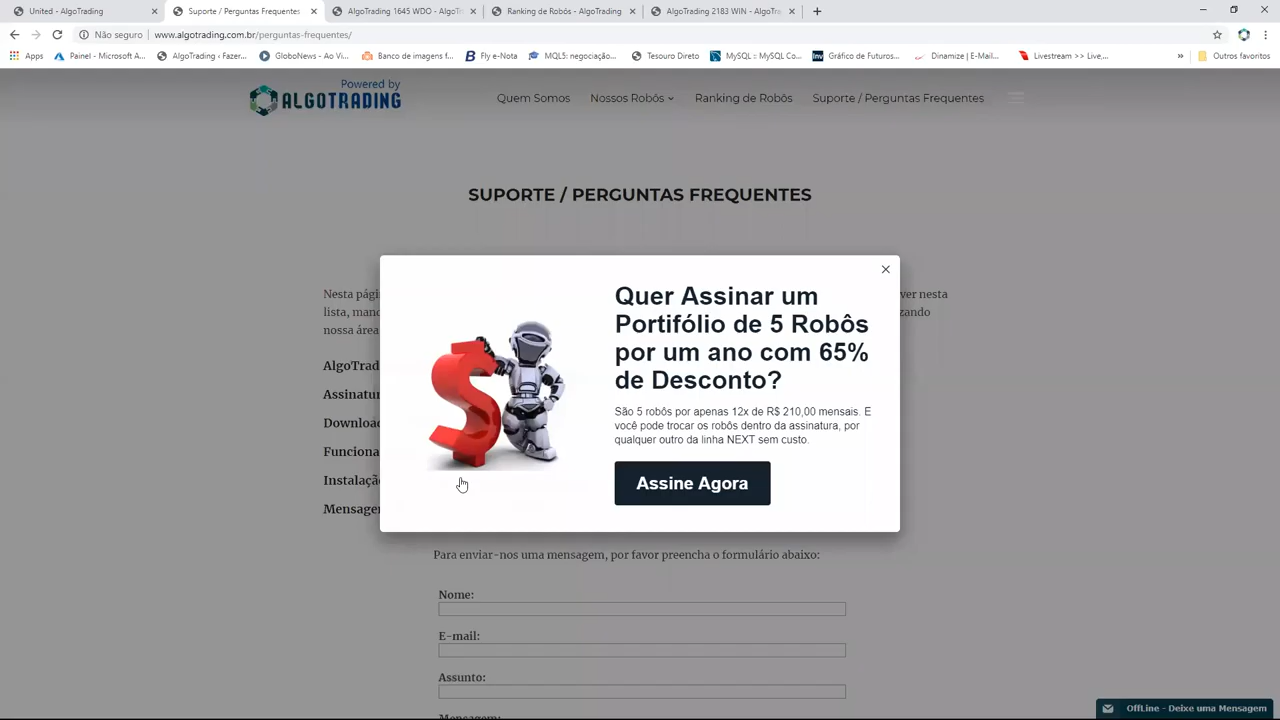 United - AlgoTrading
Suporte / Perguntas Frequentes
AlgoTrading 1645 WDO - AlgoT
Ranking de Robôs - AlgoTrading
AlgoTrading 2183 WIN - AlgoTra
Não seguro
www.algotrading.com.br/perguntas-frequentes/
Apps
Painel - Microsoft A...
AlgoTrading ‹ Fazer...
GloboNews - Ao Vi...
Banco de imagens f...
Fly e-Nota
MQL5: negociação...
Tesouro Direto
MySQL :: MySQL Co...
Gráfico de Futuros...
Dinamize | E-Mail...
Livestream >> Live,...
»
Outros favoritos
Powered by
ALGOTRADING
Quem Somos
Nossos Robôs
Ranking de Robôs
Suporte / Perguntas Frequentes
SUPORTE / PERGUNTAS FREQUENTES
Nesta pági
ver nesta
lista, mand
zando
nossa área
AlgoTrad
Assinatur
Download
Funciona
Instalaçã
Mensage
Quer Assinar um
Portifólio de 5 Robôs
por um ano com 65%
de Desconto?
São 5 robôs por apenas 12x de R$ 210,00 mensais. E
você pode trocar os robôs dentro da assinatura, por
qualquer outro da linha NEXT sem custo.
Assine Agora
Para enviar-nos uma mensagem, por favor preencha o formulário abaixo:
Nome:
E-mail:
Assunto:
Mensagem:
OffLine - Deixe uma Mensagem